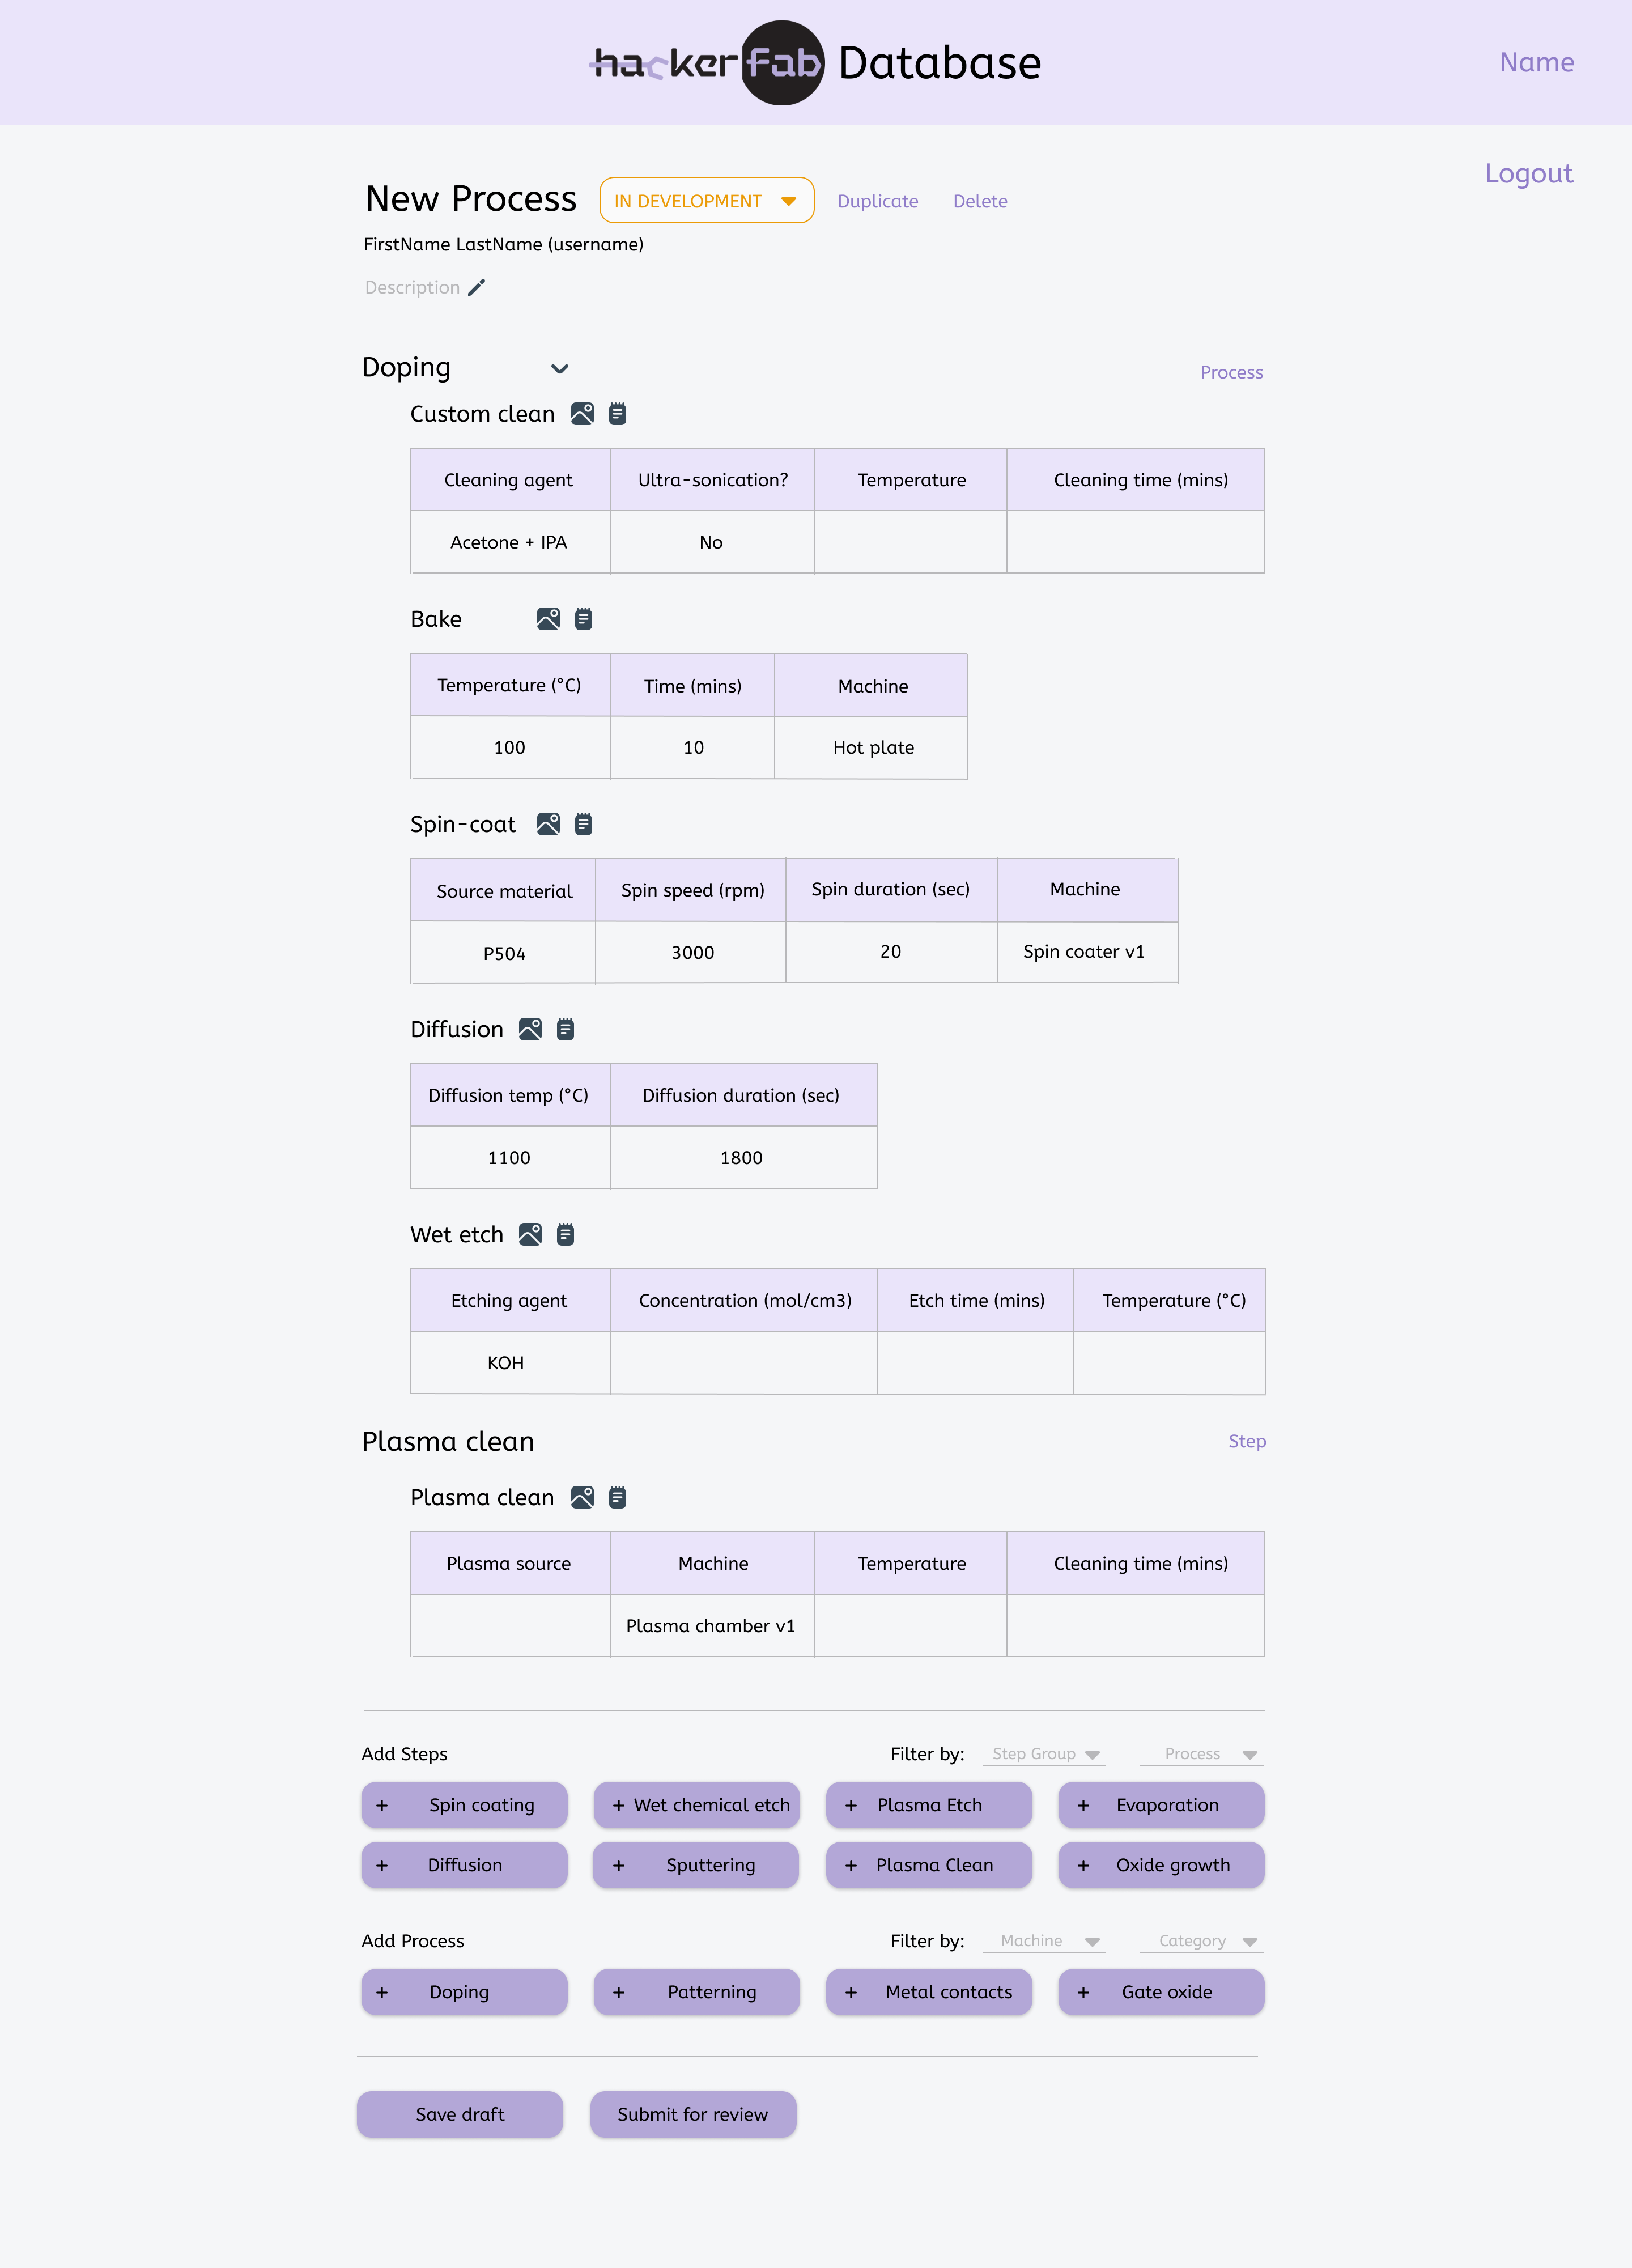 hackerfab Database
Name
Logout
New Process IN DEVELOPMENT Duplicate Delete
FirstName LastName (username)
Description
Doping Process
Custom clean
Cleaning agent Ultra-sonication? Temperature Cleaning time (mins)
Acetone + IPA No
Bake
Temperature (°C) Time (mins) Machine
100 10 Hot plate
Spin-coat
Source material Spin speed (rpm) Spin duration (sec) Machine
P504 3000 20 Spin coater v1
Diffusion
Diffusion temp (°C) Diffusion duration (sec)
1100 1800
Wet etch
Etching agent Concentration (mol/cm3) Etch time (mins) Temperature (°C)
KOH
Plasma clean Step
Plasma clean
Plasma source Machine Temperature Cleaning time (mins)
Plasma chamber v1
Add Steps Filter by: Step Group Process
+ Spin coating + Wet chemical etch + Plasma Etch + Evaporation
+ Diffusion + Sputtering + Plasma Clean + Oxide growth
Add Process Filter by: Machine Category
+ Doping + Patterning + Metal contacts + Gate oxide
Save draft Submit for review